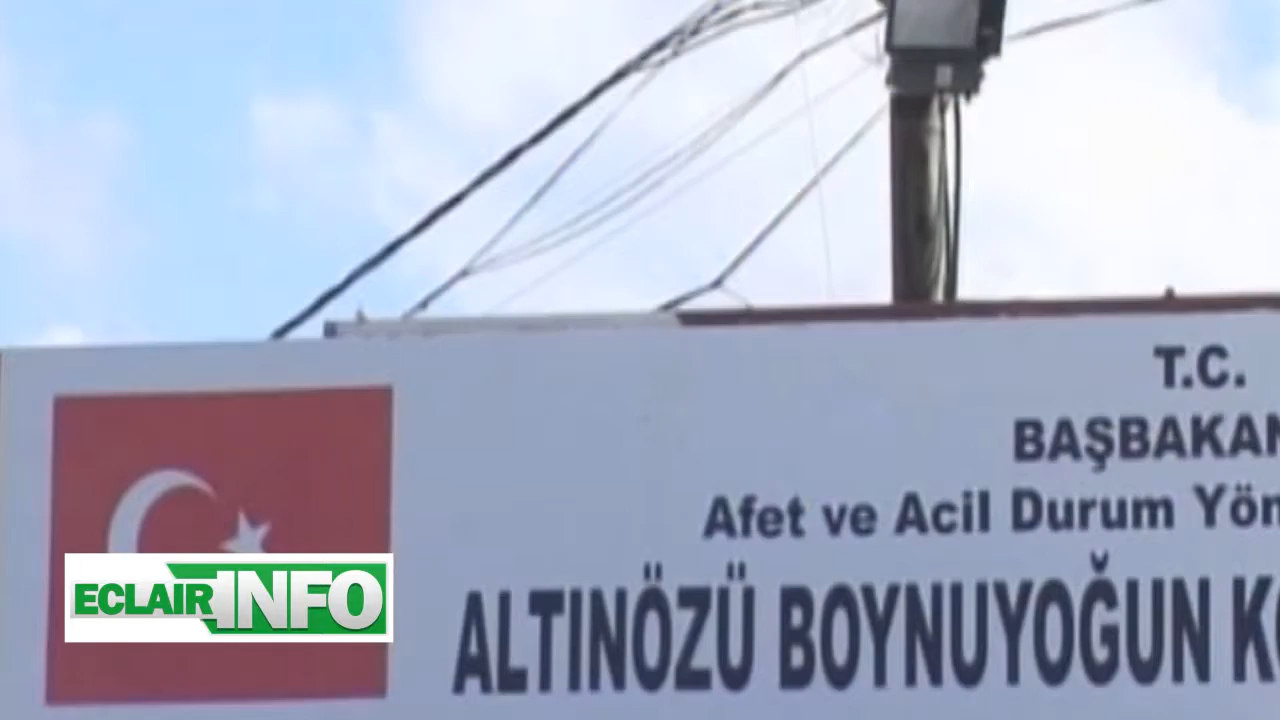 T.C.
BAŞBAKAN
Afet ve Acil Durum Yön
ALTINÖZÜ BOYNUYOĞUN K
ECLAIR INFO